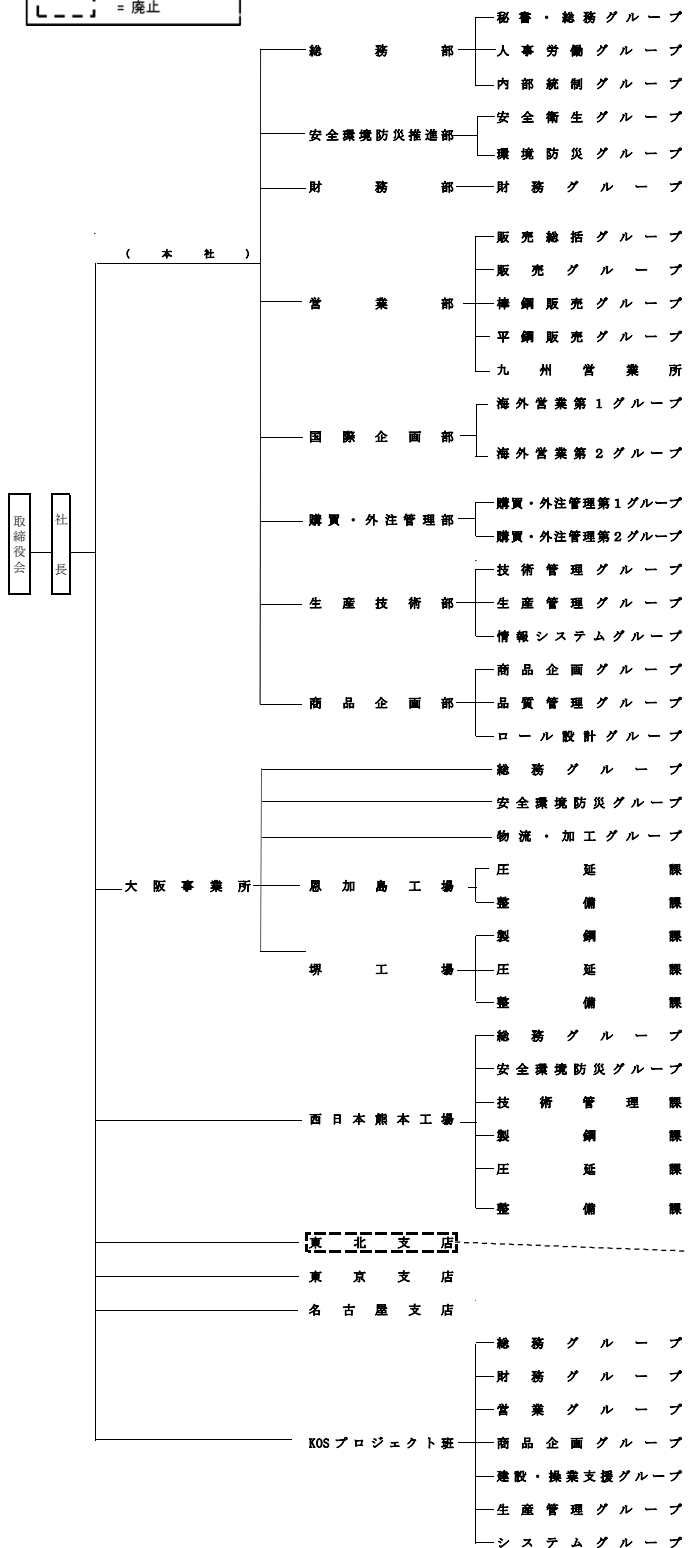 = 廃止
秘書・総務グループ
総務部
人事労働グループ
内部統制グループ
安全衛生グループ
安全環境防災推進部
環境防災グループ
財務部
財務グループ
販売総括グループ
(本社)
販売グループ
営業部
棒鋼販売グループ
平鋼販売グループ
九州営業所
海外営業第1グループ
国際企画部
海外営業第2グループ
取締役会
社長
購買・外注管理第1グループ
購買・外注管理部
購買・外注管理第2グループ
技術管理グループ
生産技術部
生産管理グループ
情報システムグループ
商品企画グループ
商品企画部
品質管理グループ
ロール設計グループ
総務グループ
安全環境防災グループ
物流・加工グループ
大阪事業所
恩加島工場
圧延課
整備課
製鋼課
堺工場
圧延課
整備課
総務グループ
安全環境防災グループ
技術管理課
西日本熊本工場
製鋼課
圧延課
整備課
東北支店
東京支店
名古屋支店
総務グループ
財務グループ
営業グループ
KOSプロジェクト班
商品企画グループ
建設・操業支援グループ
生産管理グループ
システムグループ